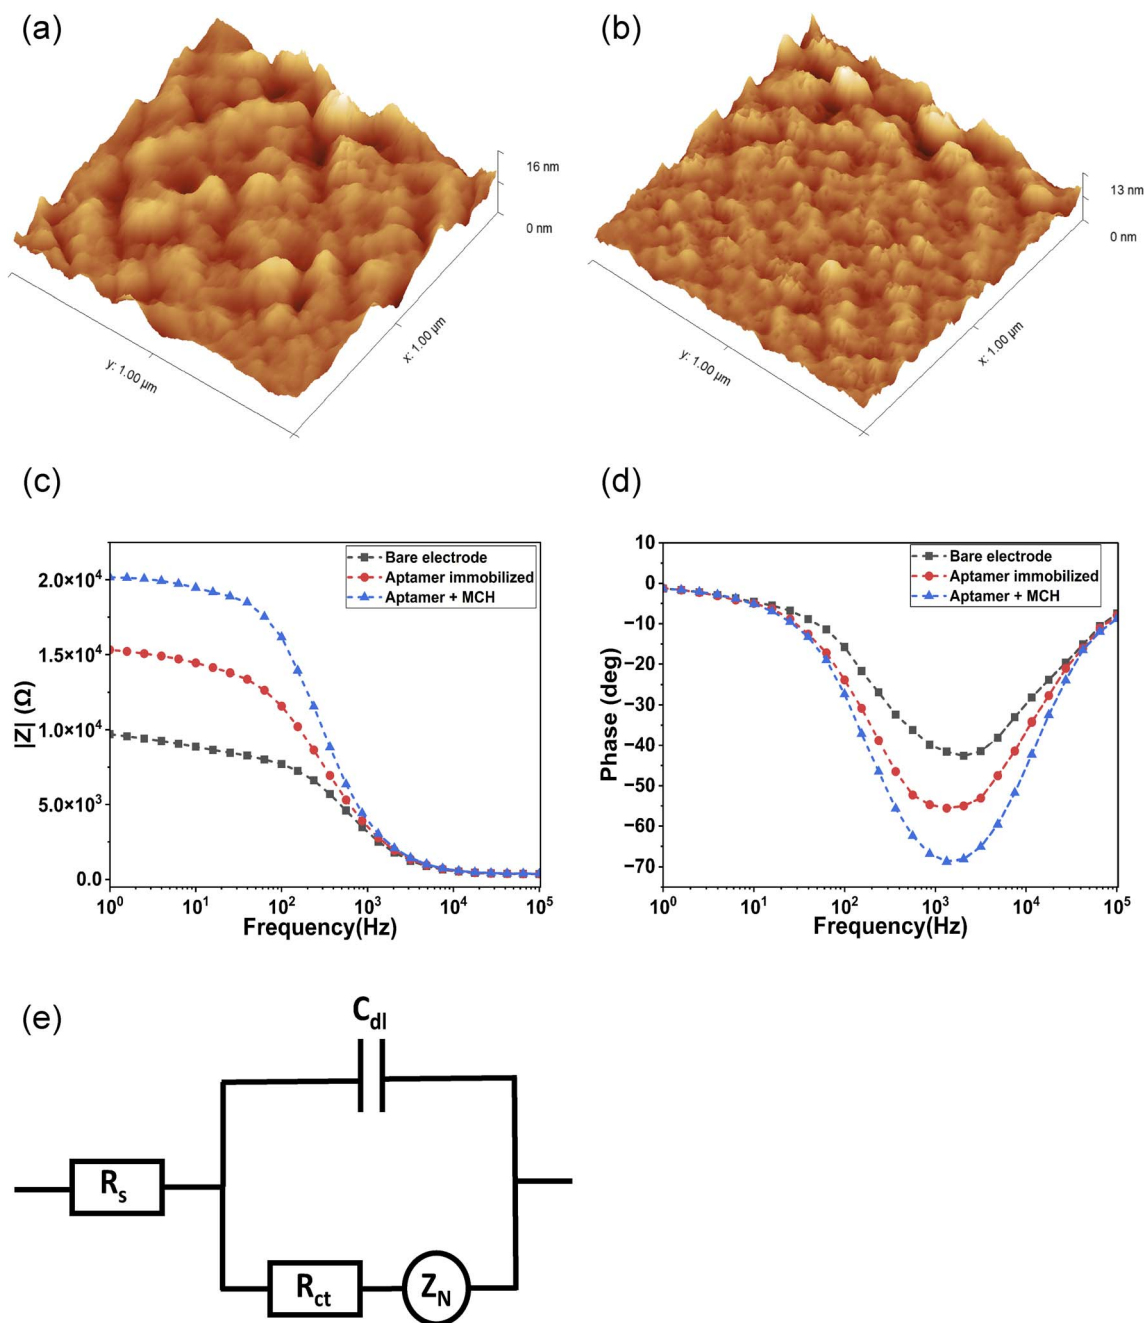 (a)
16 nm
0 nm
y: 1.00 µm
x: 1.00 µm
(b)
13 nm
0 nm
y: 1.00 µm
x: 1.00 µm
(c)
Bare electrode
Aptamer immobilized
Aptamer + MCH
2.0×10⁴
1.5×10⁴
1.0×10⁴
5.0×10³
0.0
|Z| (Ω)
10⁰ 10¹ 10² 10³ 10⁴ 10⁵
Frequency(Hz)
(d)
Bare electrode
Aptamer immobilized
Aptamer + MCH
10
0
−10
−20
−30
−40
−50
−60
−70
Phase (deg)
10⁰ 10¹ 10² 10³ 10⁴ 10⁵
Frequency(Hz)
(e)
C_dl
R_s
R_ct
Z_N